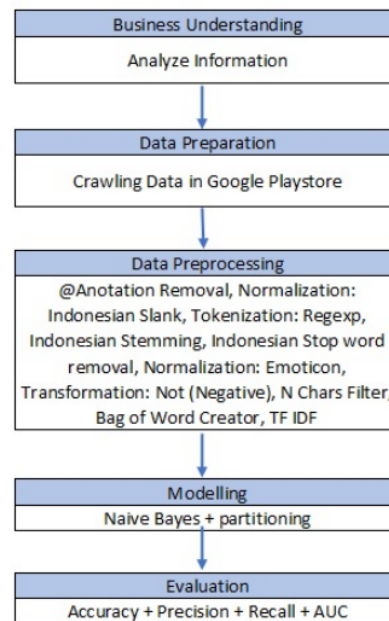 Business Understanding
Analyze Information
Data Preparation
Crawling Data in Google Playstore
Data Preprocessing
@Anotation Removal, Normalization:
Indonesian Slank, Tokenization: Regexp,
Indonesian Stemming, Indonesian Stop word
removal, Normalization: Emoticon,
Transformation: Not (Negative), N Chars Filter,
Bag of Word Creator, TF IDF
Modelling
Naive Bayes + partitioning
Evaluation
Accuracy + Precision + Recall + AUC